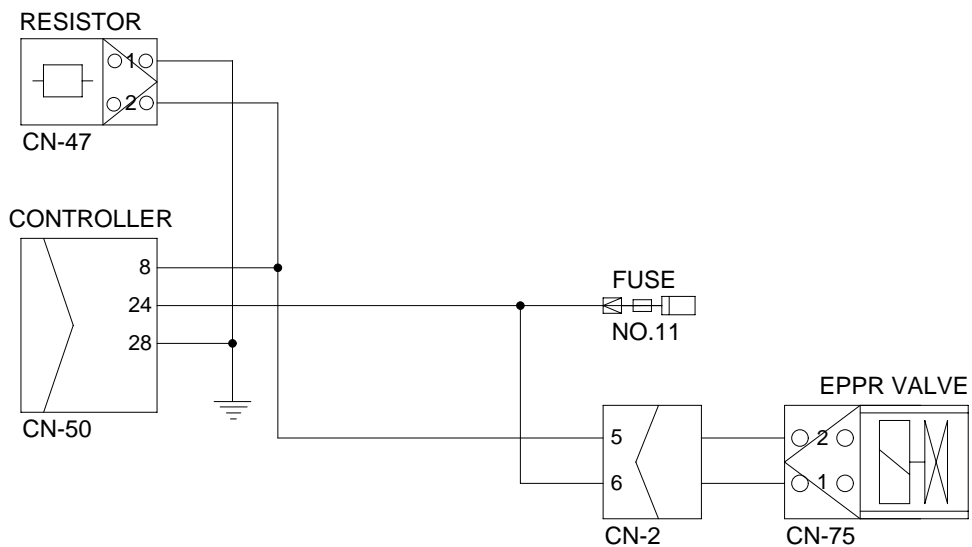 RESISTOR
1
2
CN-47
CONTROLLER
8
24
28
CN-50
FUSE
NO.11
EPPR VALVE
5
6
CN-2
2
1
CN-75